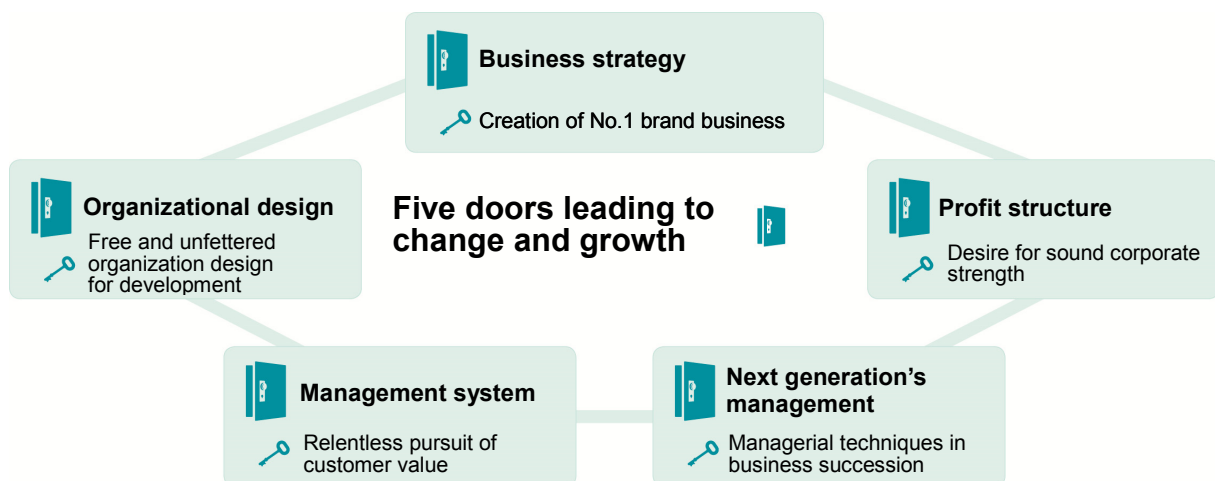 Business strategy
Creation of No.1 brand business
Organizational design
Free and unfettered
organization design
for development
Five doors leading to
change and growth
Profit structure
Desire for sound corporate
strength
Management system
Relentless pursuit of
customer value
Next generation’s
management
Managerial techniques in
business succession